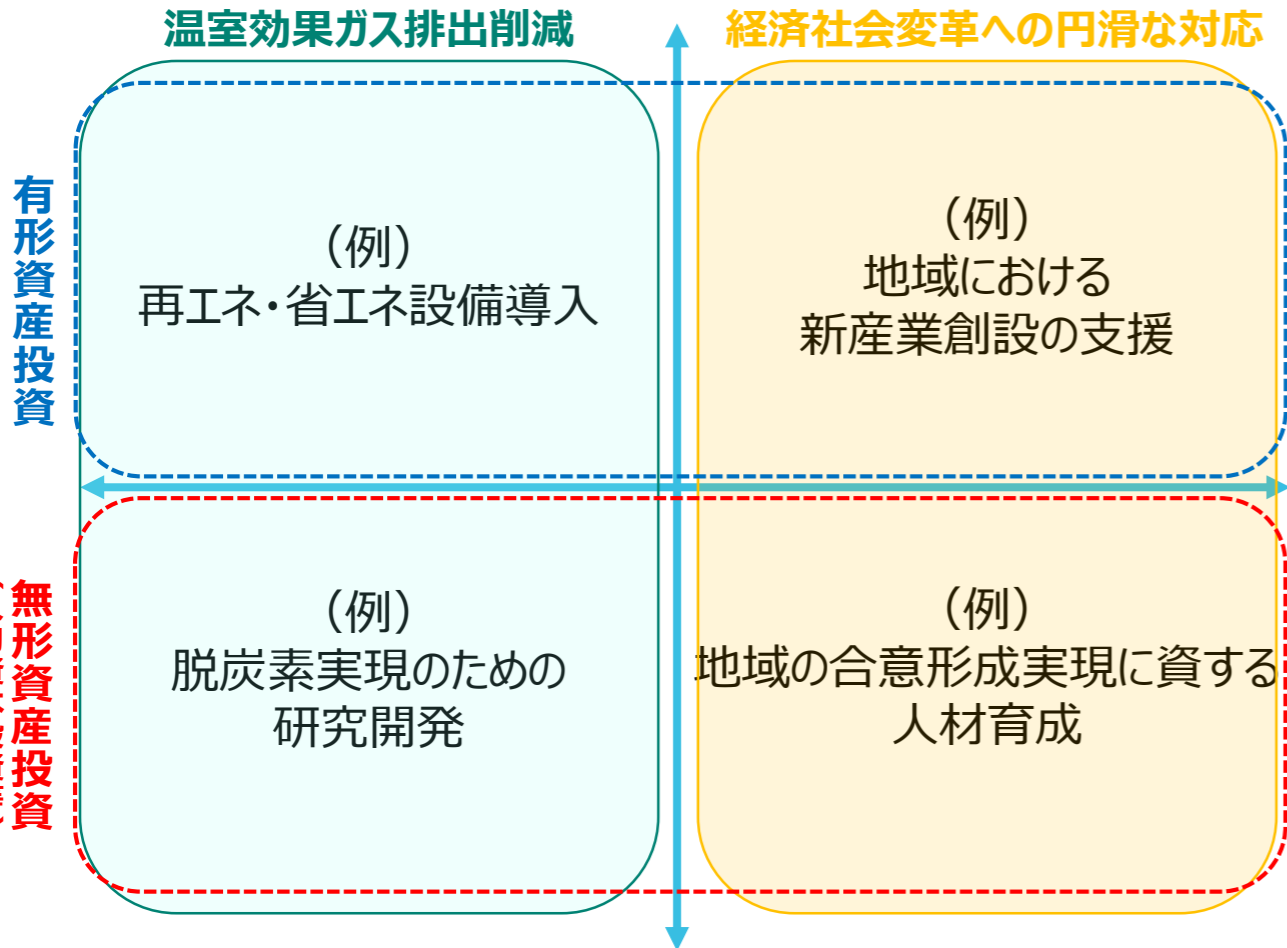 温室効果ガス排出削減
経済社会変革への円滑な対応
有形資産投資
（例）
再エネ・省エネ設備導入
（例）
地域における
新産業創設の支援
無形資産投資
（例）
脱炭素実現のための
研究開発
（例）
地域の合意形成実現に資する
人材育成